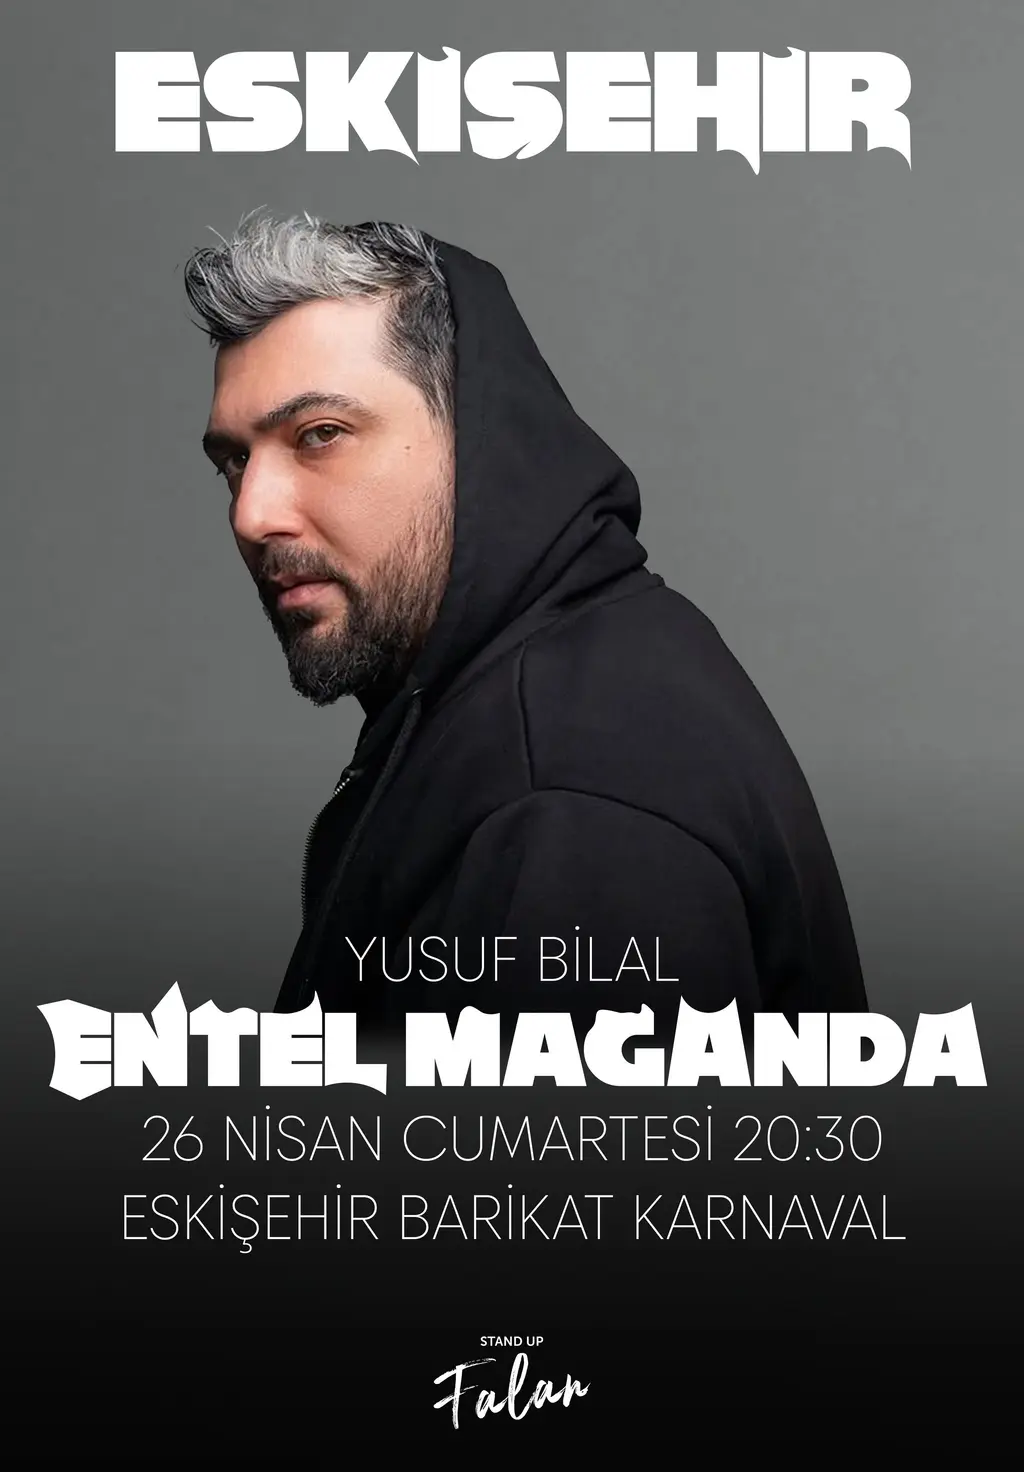 ESKİŞEHİR
YUSUF BİLAL
ENTEL MAGANDA
26 NİSAN CUMARTESİ 20:30
ESKİŞEHİR BARİKAT KARNAVAL
STAND UP
Falan